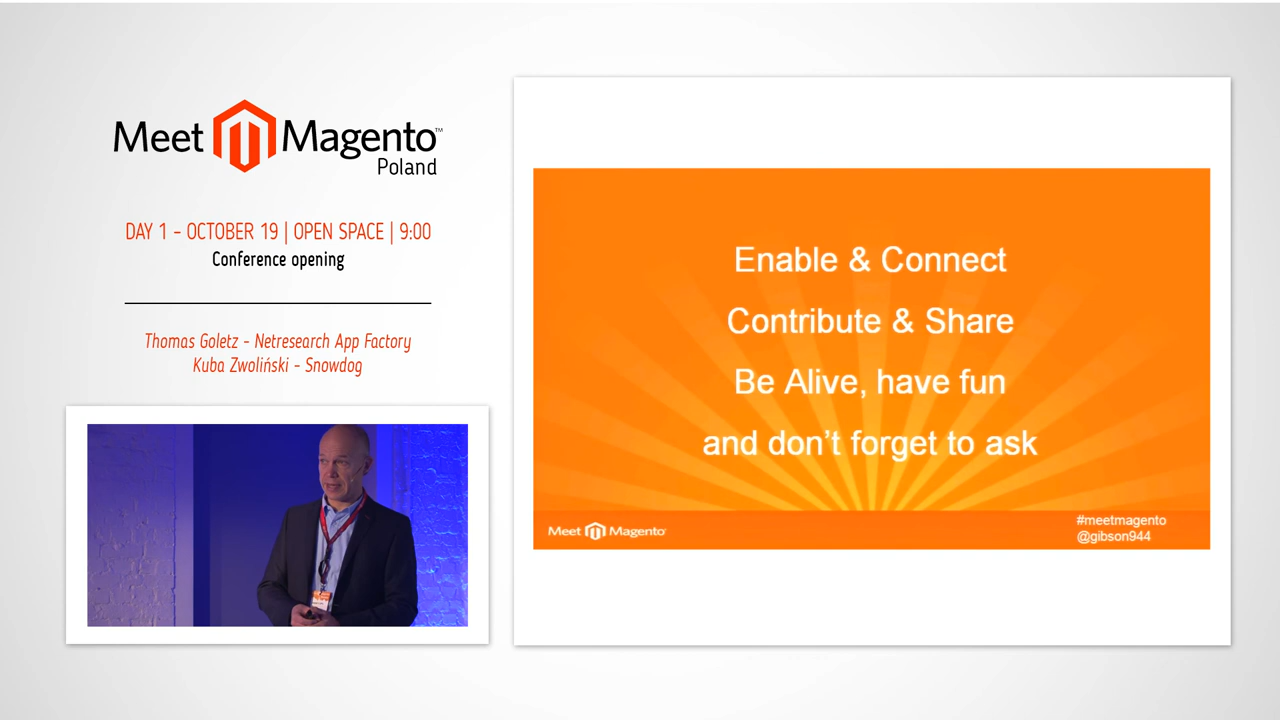 Meet Magento™
Poland
DAY 1 - OCTOBER 19 | OPEN SPACE | 9:00
Conference opening
Thomas Goletz - Netresearch App Factory
Kuba Zwoliński - Snowdog
Enable & Connect
Contribute & Share
Be Alive, have fun
and don't forget to ask
Meet Magento
#meetmagento
@gibson944